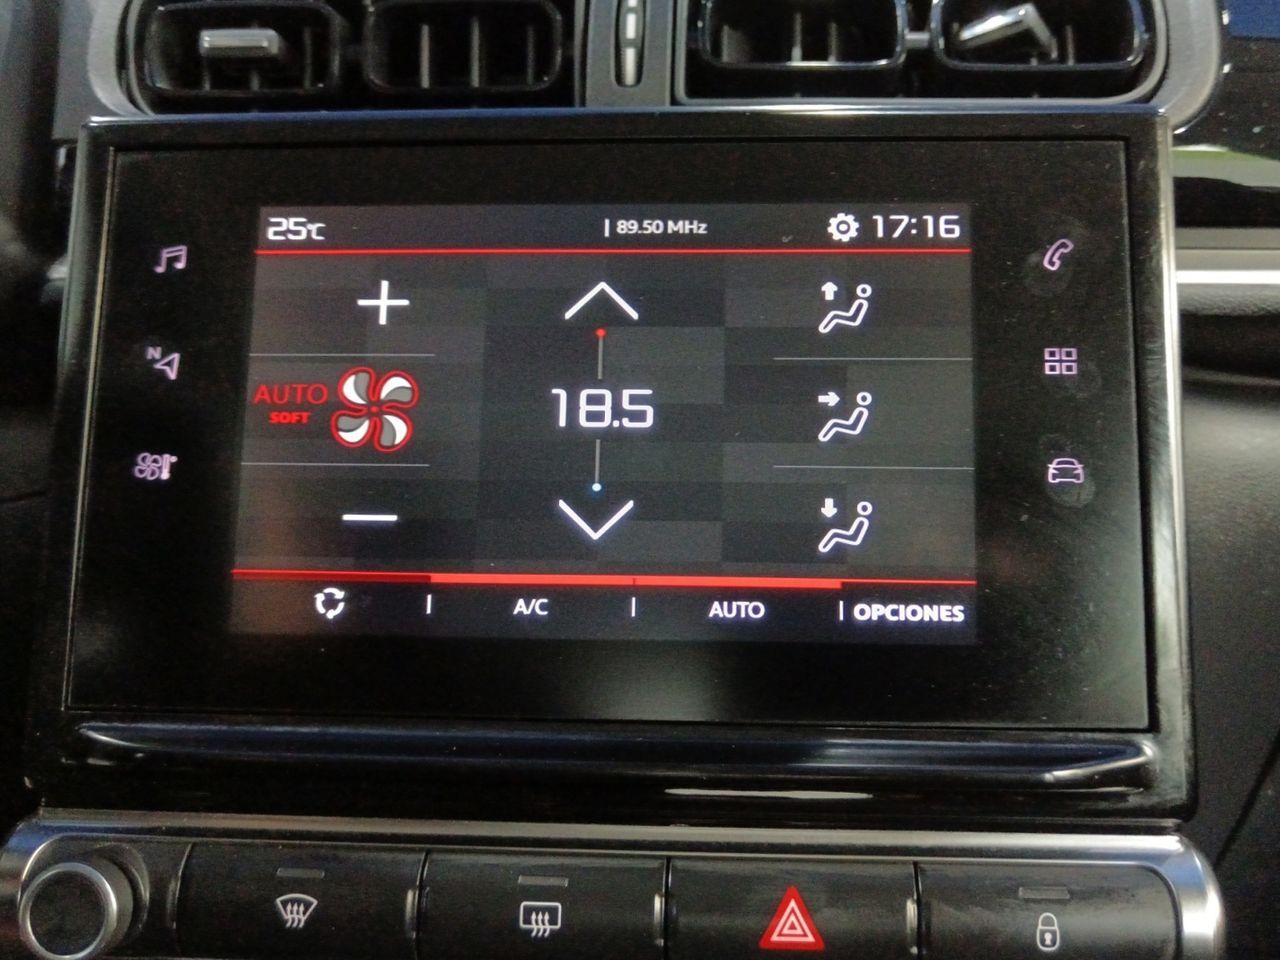 25°C | 89.50 MHz 17:16
N
AUTO
SOFT
18.5
A/C | AUTO | OPCIONES